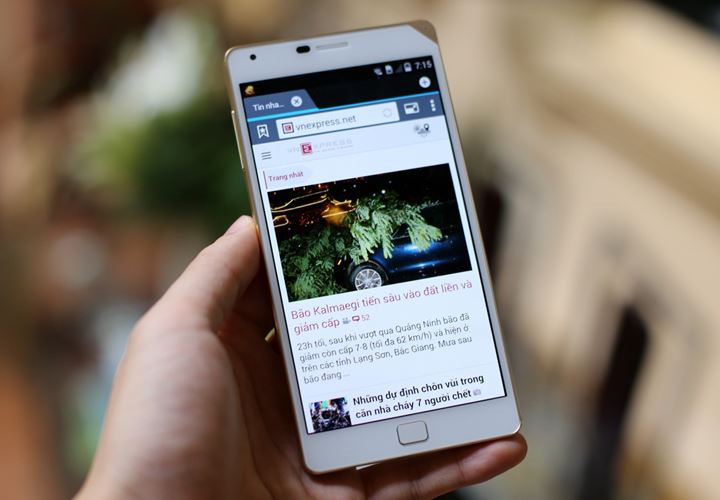 7:15
Tin nha...
vnexpress.net
VNEXPRESS
Trang nhất
Bão Kalmaegi tiến sâu vào đất liền và
giảm cấp 52
23h tối, sau khi vượt qua Quảng Ninh bão đã
giảm còn cấp 7-8 (tối đa 62 km/h) và hiện ở
trên các tỉnh Lạng Sơn, Bắc Giang. Mưa sau
bão đang ...
Những dự định chôn vùi trong
căn nhà cháy 7 người chết